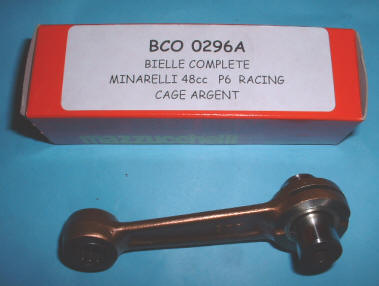 BCO 0296A
BIELLE COMPLETE
MINARELLI 48cc P6 RACING
CAGE ARGENT
mazzucchelli